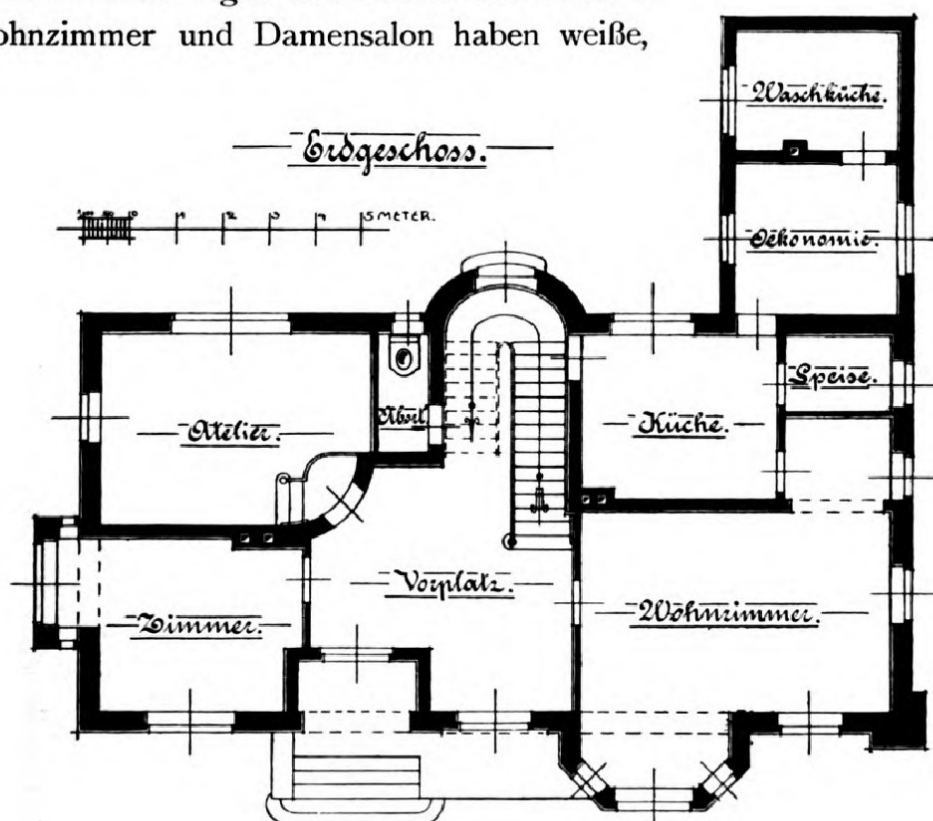 ohnzimmer und Damensalon haben weiße,
Waschküche.
Erdgeschoss.
5 METER.
Oekonomie.
Speise.
Abort
Atelier.
Küche.
Vorplatz.
Wohnzimmer.
Zimmer.